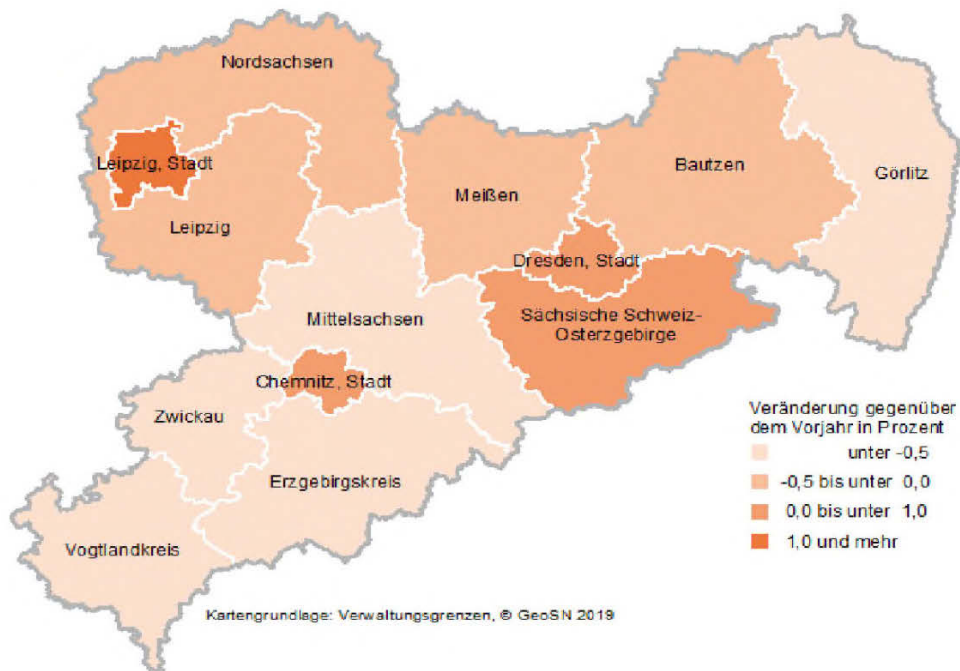 Nordsachsen
Leipzig, Stadt
Leipzig
Meißen
Bautzen
Görlitz
Dresden, Stadt
Sächsische Schweiz-
Osterzgebirge
Mittelsachsen
Chemnitz, Stadt
Zwickau
Erzgebirgskreis
Vogtlandkreis
Veränderung gegenüber
dem Vorjahr in Prozent
unter -0,5
-0,5 bis unter 0,0
0,0 bis unter 1,0
1,0 und mehr
Kartengrundlage: Verwaltungsgrenzen, © GeoSN 2019